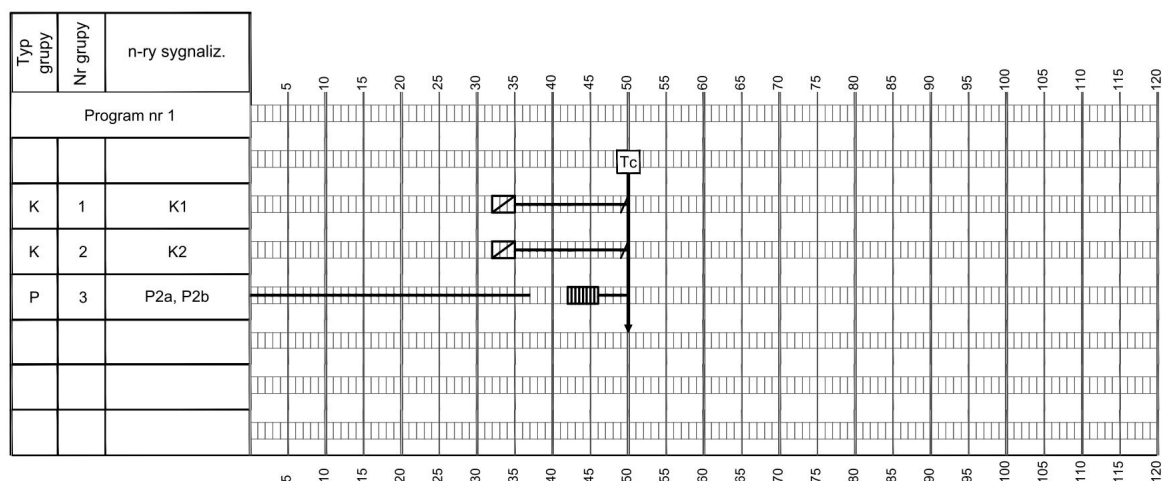 Typ grupy
Nr grupy
n-ry sygnaliz.
5 10 15 20 25 30 35 40 45 50 55 60 65 70 75 80 85 90 95 100 105 110 115 120
Program nr 1
Tc
K 1 K1
K 2 K2
P 3 P2a, P2b
5 10 15 20 25 30 35 40 45 50 55 60 65 70 75 80 85 90 95 100 105 110 115 120